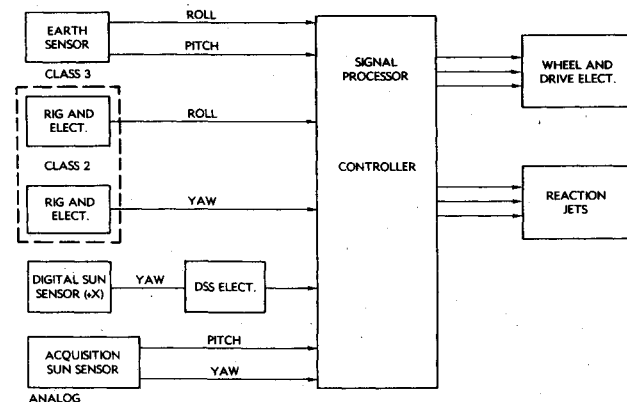 EARTH
SENSOR
ROLL
PITCH
CLASS 3
RIG AND
ELECT.
ROLL
CLASS 2
RIG AND
ELECT.
YAW
DIGITAL SUN
SENSOR (+X)
YAW
DSS ELECT.
ACQUISITION
SUN SENSOR
PITCH
YAW
ANALOG
SIGNAL
PROCESSOR
CONTROLLER
WHEEL AND
DRIVE ELECT.
REACTION
JETS